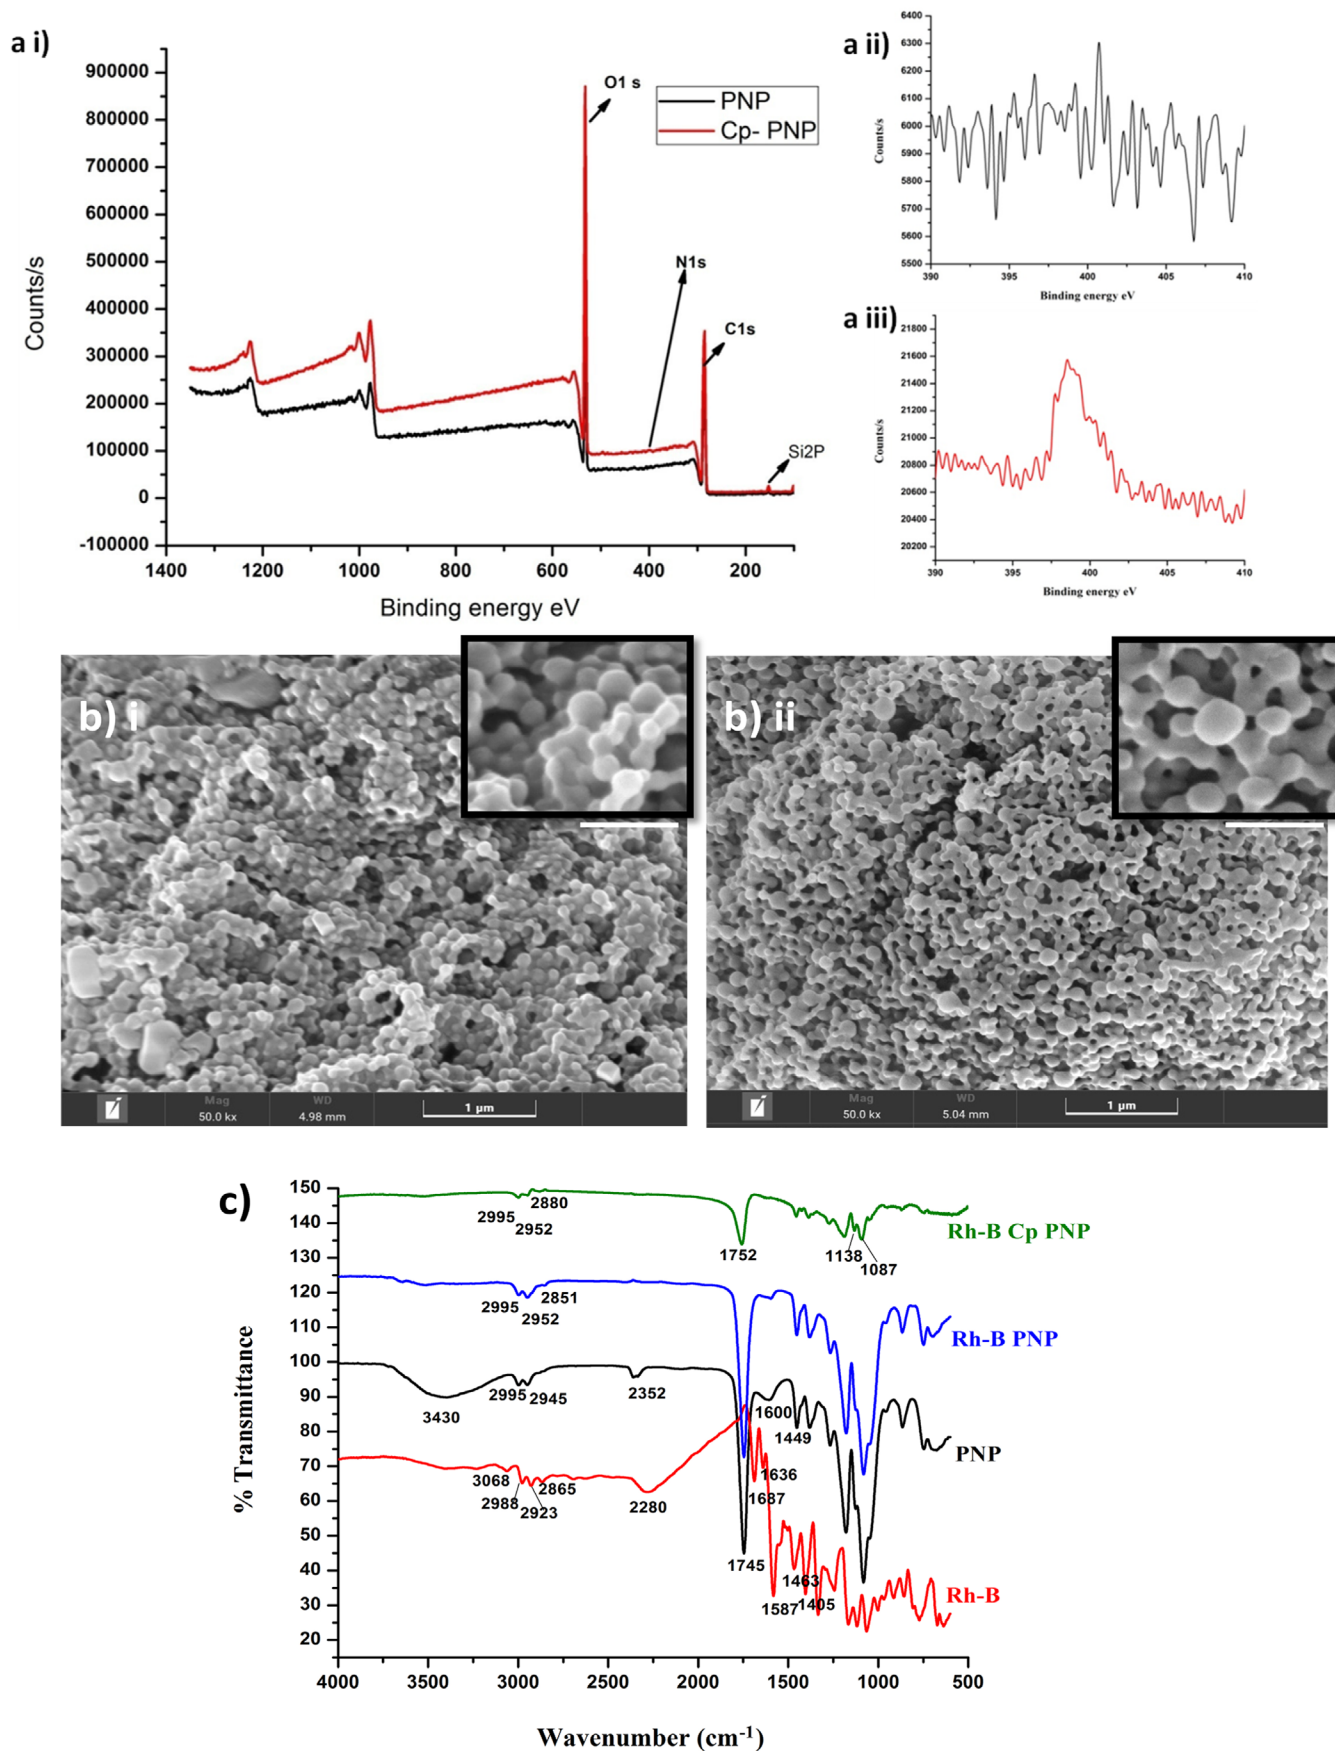 a i)
900000
800000
700000
600000
500000
400000
300000
200000
100000
0
-100000
Counts/s
1400 1200 1000 800 600 400 200
Binding energy eV
O1 s
N1s
C1s
Si2P
PNP
Cp- PNP
a ii)
6400
6300
6200
6100
6000
5900
5800
5700
5600
5500
Counts/s
390 395 400 405 410
Binding energy eV
a iii)
21800
21600
21400
21200
21000
20800
20600
20400
20200
Counts/s
390 395 400 405 410
Binding energy eV
b) i
Mag WD
50.0 kx 4.98 mm 1 µm
b) ii
Mag WD
50.0 kx 5.04 mm 1 µm
c)
150
140
130
120
110
100
90
80
70
60
50
40
30
20
% Transmittance
2995 2952 2880 1752 1138 1087
Rh-B Cp PNP
2995 2952 2851
Rh-B PNP
3430 2995 2945 2352 1745 1600 1449
PNP
3068 2988 2923 2865 2280 1687 1636 1587 1463 1405
Rh-B
4000 3500 3000 2500 2000 1500 1000 500
Wavenumber (cm⁻¹)